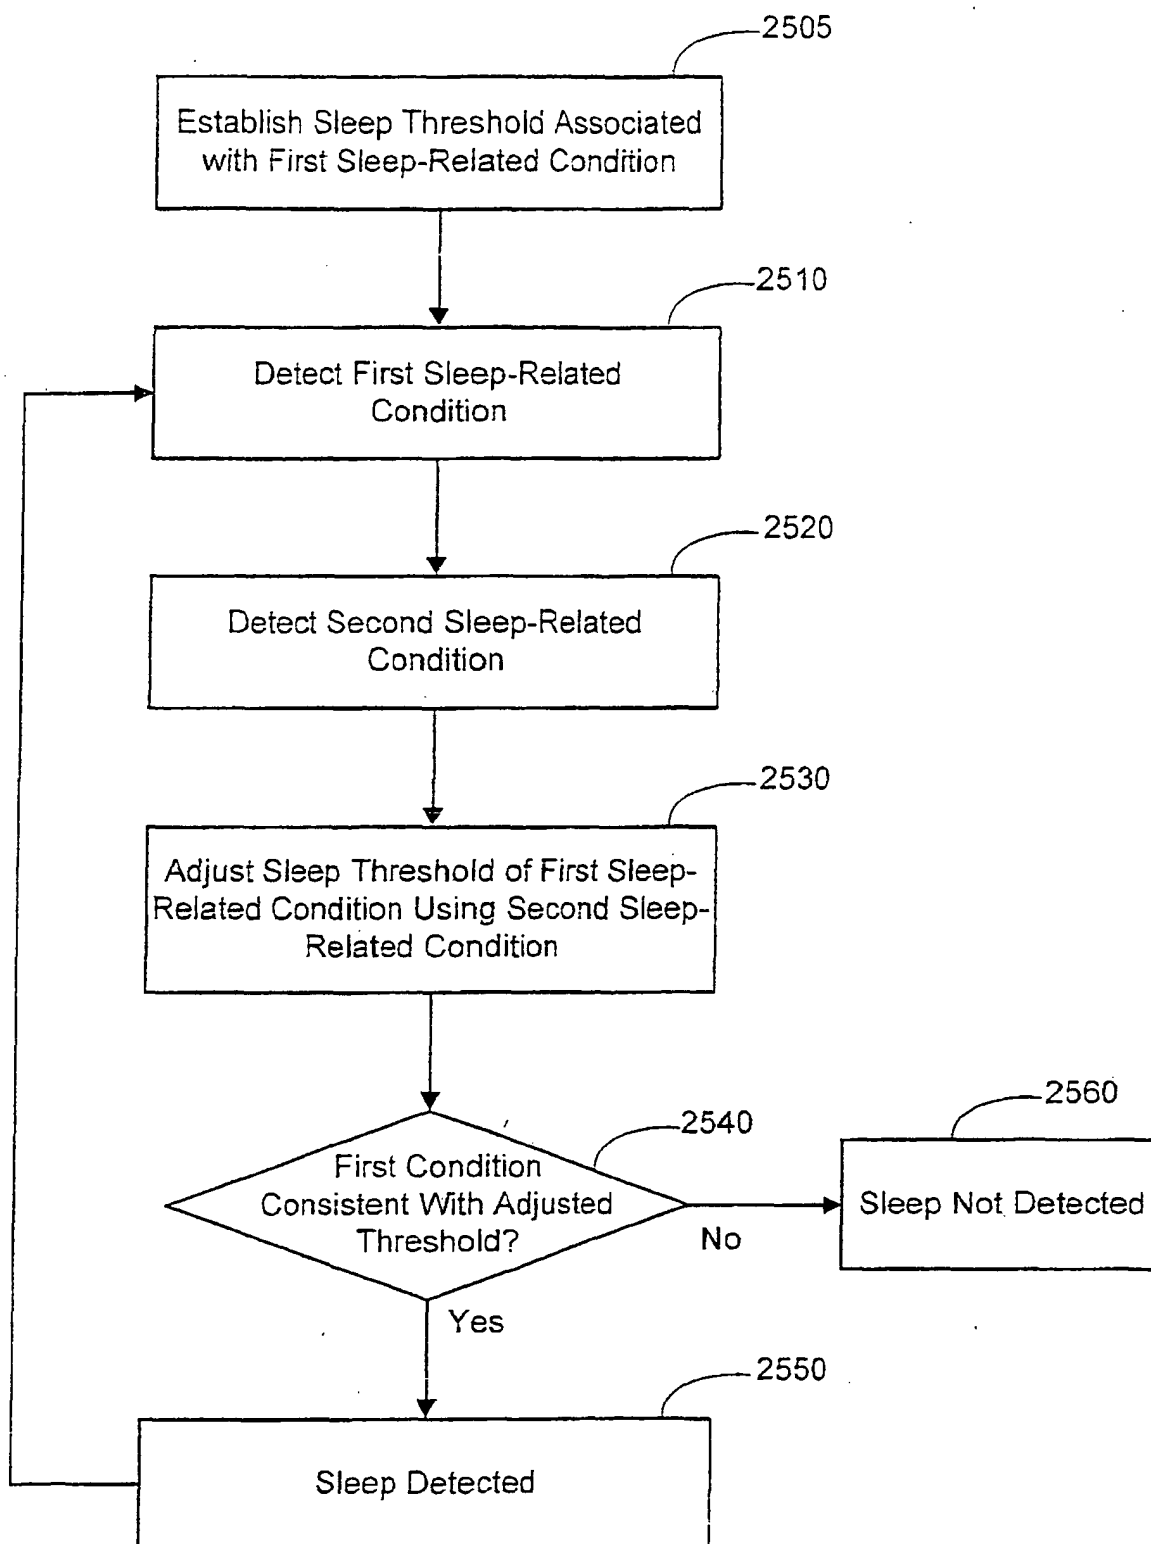 2505
Establish Sleep Threshold Associated
with First Sleep-Related Condition
2510
Detect First Sleep-Related
Condition
2520
Detect Second Sleep-Related
Condition
2530
Adjust Sleep Threshold of First Sleep-
Related Condition Using Second Sleep-
Related Condition
2540
First Condition
Consistent With Adjusted
Threshold?
No
2560
Sleep Not Detected
Yes
2550
Sleep Detected